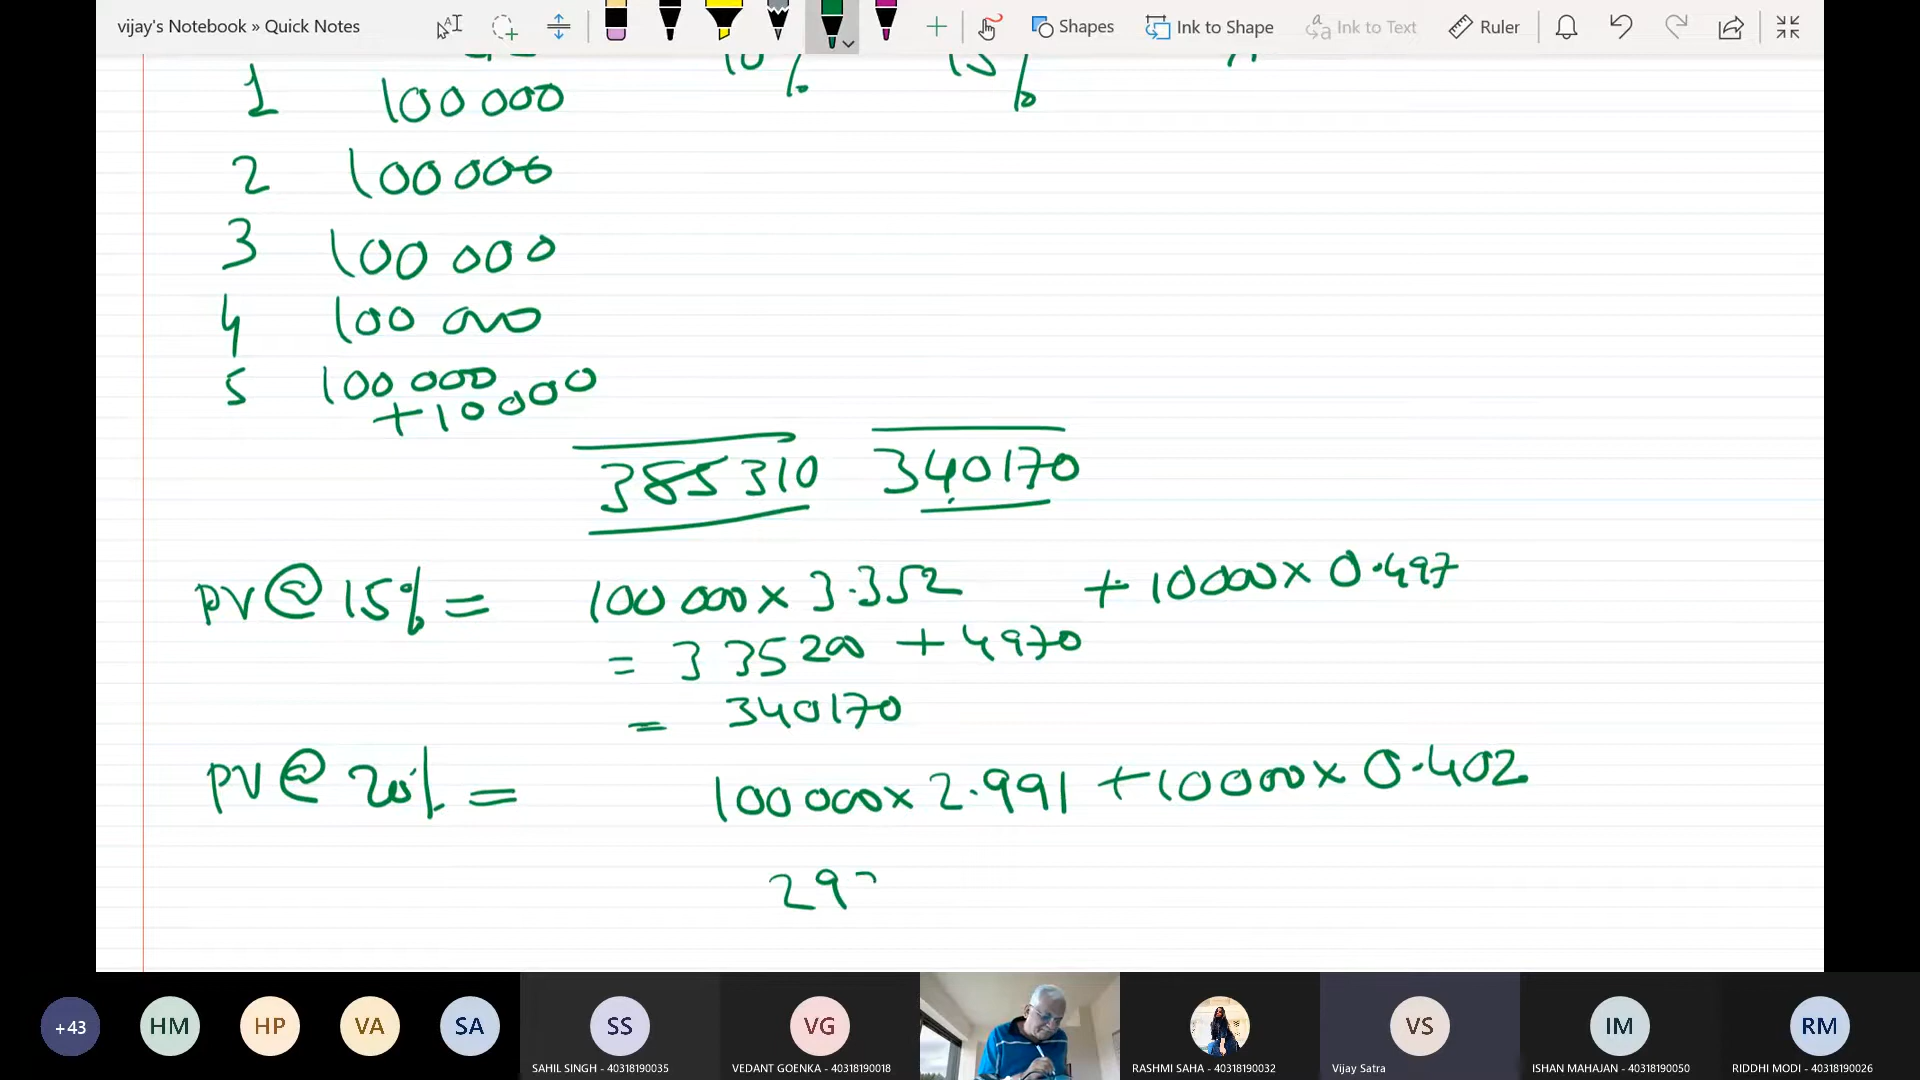 vijay's Notebook » Quick Notes
Shapes
Ink to Shape
Ink to Text
Ruler
10% 15%
1 100 000
2 100 000
3 100 000
4 100 000
5 100 000
+10000
385310 340170
PV@15% = 100 000 x 3.352 + 10000 x 0.497
= 335200 + 4970
= 340170
PV@20% = 100 000 x 2.991 + 10000 x 0.402
29
+43
HM
HP
VA
SA
SS
VG
VS
IM
RM
SAHIL SINGH - 40318190035
VEDANT GOENKA - 40318190018
RASHMI SAHA - 40318190032
Vijay Satra
ISHAN MAHAJAN - 40318190050
RIDDHI MODI - 40318190026